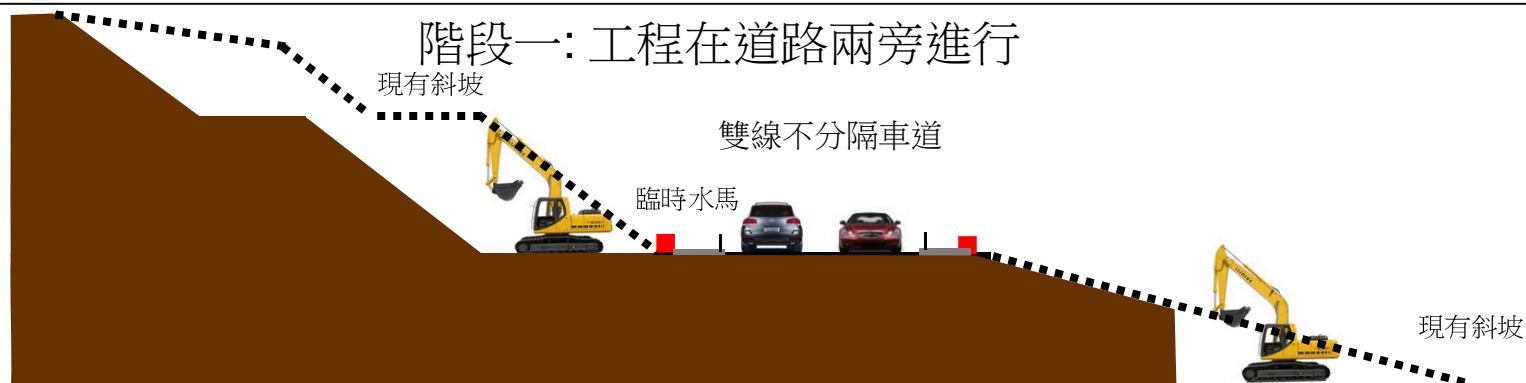 階段一: 工程在道路兩旁進行
現有斜坡
雙線不分隔車道
臨時水馬
現有斜坡